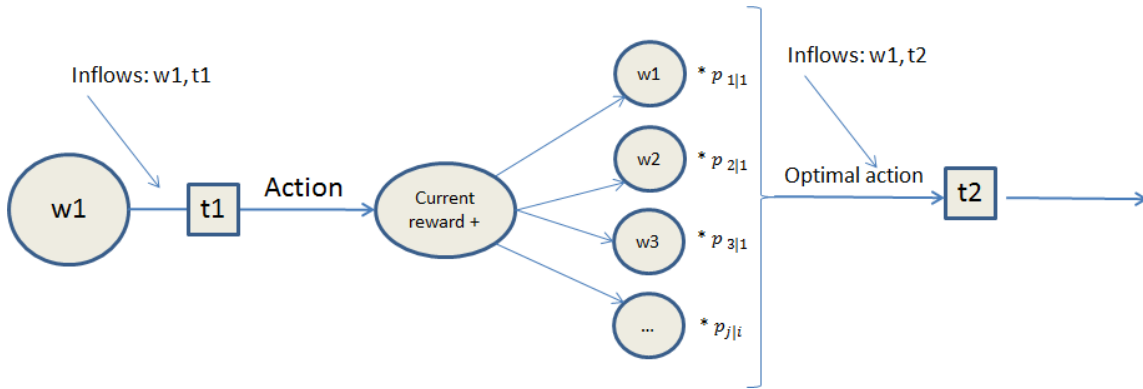 Inflows: w1, t1
w1
t1
Action
Current
reward +
w1
* p 1|1
w2
* p 2|1
w3
* p 3|1
...
* p j|i
Inflows: w1, t2
Optimal action
t2